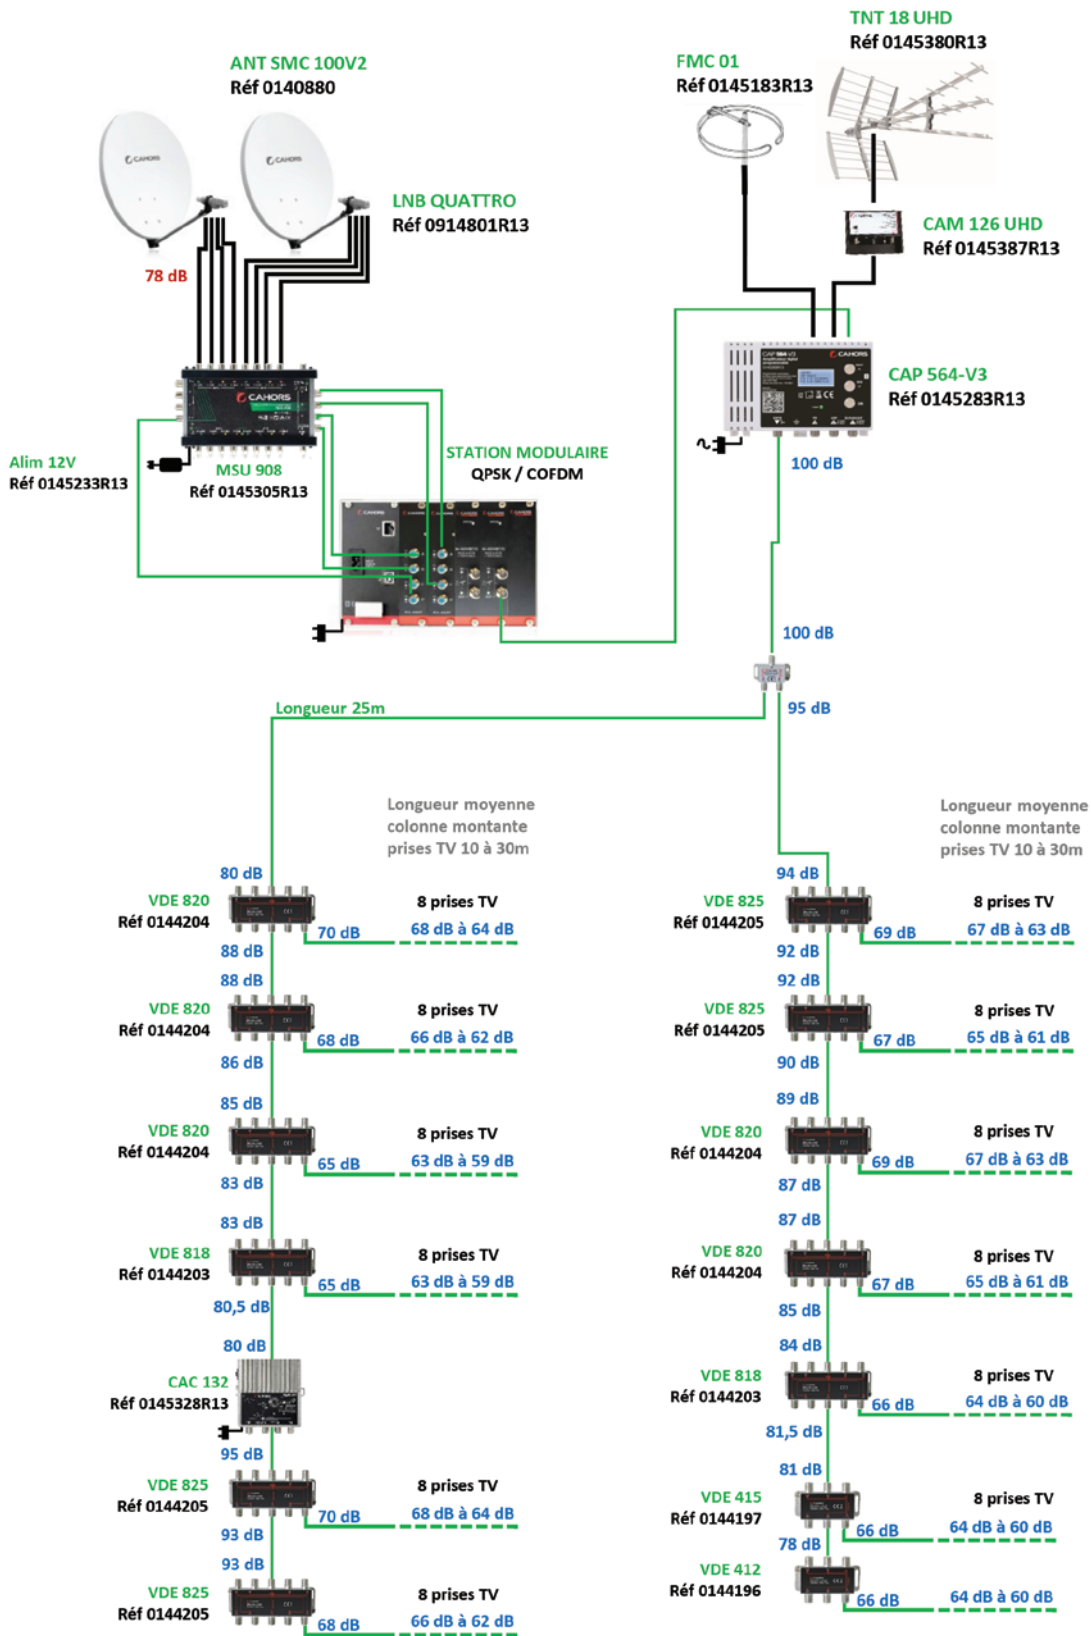 TNT 18 UHD
Réf 0145380R13
ANT SMC 100V2
Réf 0140880
FMC 01
Réf 0145183R13
CAHORS
CAHORS
LNB QUATTRO
Réf 0914801R13
CAM 126 UHD
Réf 0145387R13
78 dB
CAP 564-V3
CAHORS
CAHORS
CAP 564-V3
Réf 0145283R13
Alim 12V
Réf 0145233R13
MSU 908
Réf 0145305R13
STATION MODULAIRE
QPSK / COFDM
100 dB
CAHORS
100 dB
95 dB
Longueur 25m
Longueur moyenne
colonne montante
prises TV 10 à 30m
Longueur moyenne
colonne montante
prises TV 10 à 30m
80 dB
VDE 820
Réf 0144204
8 prises TV
70 dB
68 dB à 64 dB
88 dB
88 dB
VDE 820
Réf 0144204
8 prises TV
68 dB
66 dB à 62 dB
86 dB
85 dB
VDE 820
Réf 0144204
8 prises TV
65 dB
63 dB à 59 dB
83 dB
83 dB
VDE 818
Réf 0144203
8 prises TV
65 dB
63 dB à 59 dB
80,5 dB
80 dB
CAC 132
Réf 0145328R13
95 dB
VDE 825
Réf 0144205
8 prises TV
70 dB
68 dB à 64 dB
93 dB
93 dB
VDE 825
Réf 0144205
8 prises TV
68 dB
66 dB à 62 dB
94 dB
VDE 825
Réf 0144205
8 prises TV
69 dB
67 dB à 63 dB
92 dB
92 dB
VDE 825
Réf 0144205
8 prises TV
67 dB
65 dB à 61 dB
90 dB
89 dB
VDE 820
Réf 0144204
8 prises TV
69 dB
67 dB à 63 dB
87 dB
87 dB
VDE 820
Réf 0144204
8 prises TV
67 dB
65 dB à 61 dB
85 dB
84 dB
VDE 818
Réf 0144203
8 prises TV
66 dB
64 dB à 60 dB
81,5 dB
81 dB
VDE 415
Réf 0144197
8 prises TV
66 dB
64 dB à 60 dB
78 dB
VDE 412
Réf 0144196
66 dB
64 dB à 60 dB